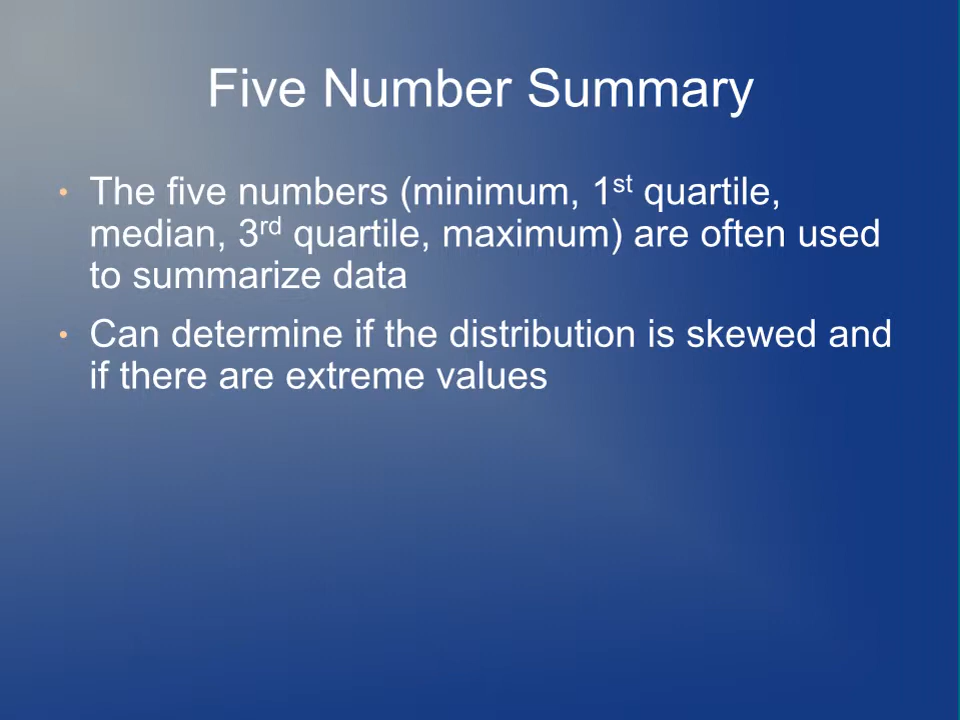 Five Number Summary
• The five numbers (minimum, 1st quartile,
median, 3rd quartile, maximum) are often used
to summarize data
• Can determine if the distribution is skewed and
if there are extreme values